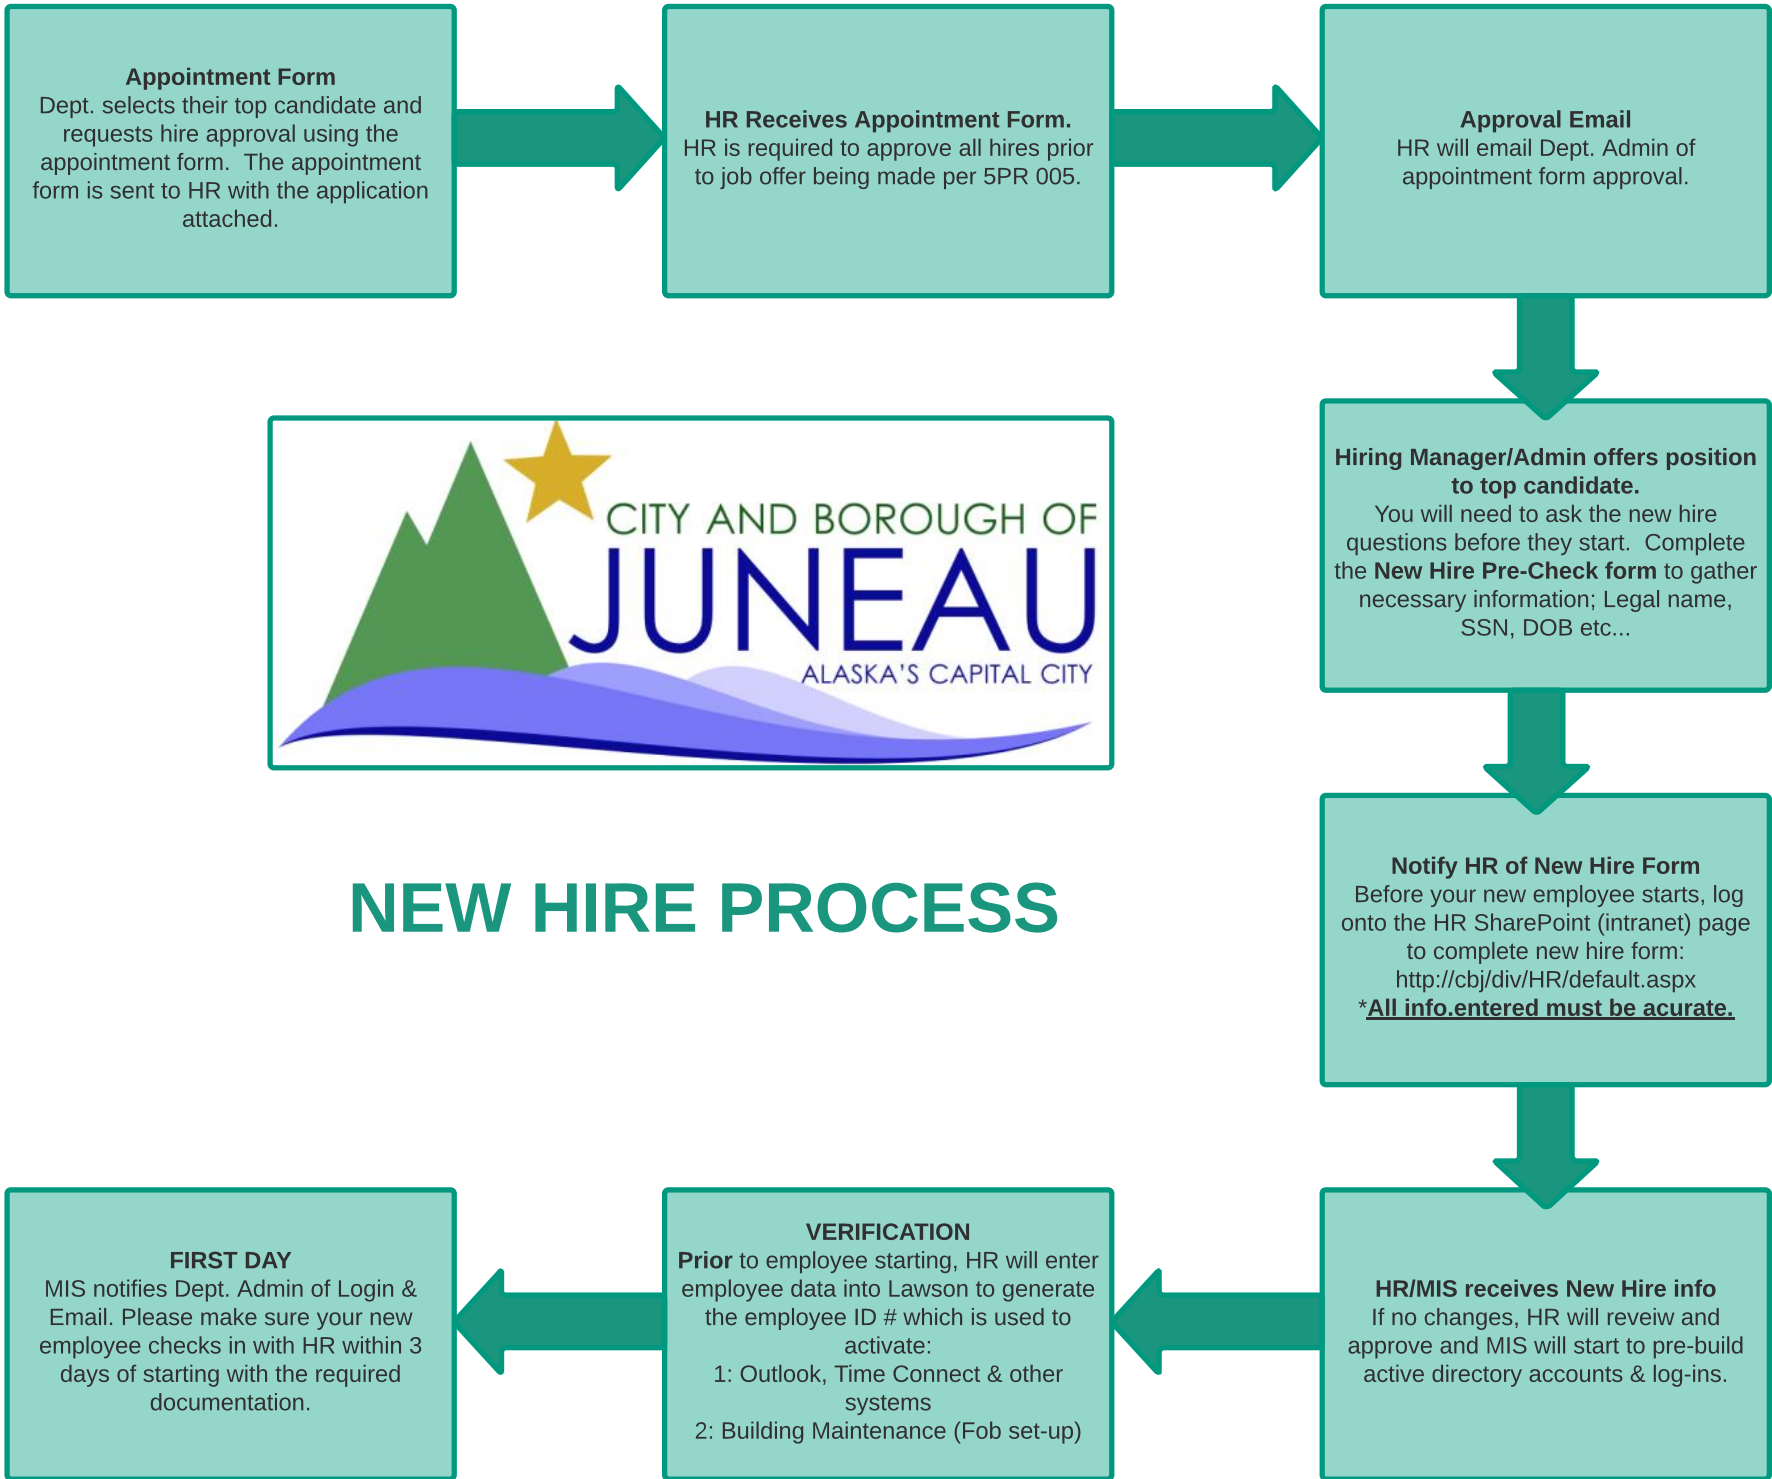 Appointment Form
Dept. selects their top candidate and
requests hire approval using the
appointment form.  The appointment
form is sent to HR with the application
attached.
HR Receives Appointment Form.
HR is required to approve all hires prior
to job offer being made per 5PR 005.
Approval Email
HR will email Dept. Admin of
appointment form approval.
Hiring Manager/Admin offers position
to top candidate.
You will need to ask the new hire
questions before they start.  Complete
the New Hire Pre-Check form to gather
necessary information; Legal name,
SSN, DOB etc...
CITY AND BOROUGH OF
JUNEAU
ALASKA'S CAPITAL CITY
NEW HIRE PROCESS
Notify HR of New Hire Form
Before your new employee starts, log
onto the HR SharePoint (intranet) page
to complete new hire form:
http://cbj/div/HR/default.aspx
*All info.entered must be acurate.
HR/MIS receives New Hire info
If no changes, HR will reveiw and
approve and MIS will start to pre-build
active directory accounts & log-ins.
VERIFICATION
Prior to employee starting, HR will enter
employee data into Lawson to generate
the employee ID # which is used to
activate:
1: Outlook, Time Connect & other
systems
2: Building Maintenance (Fob set-up)
FIRST DAY
MIS notifies Dept. Admin of Login &
Email. Please make sure your new
employee checks in with HR within 3
days of starting with the required
documentation.